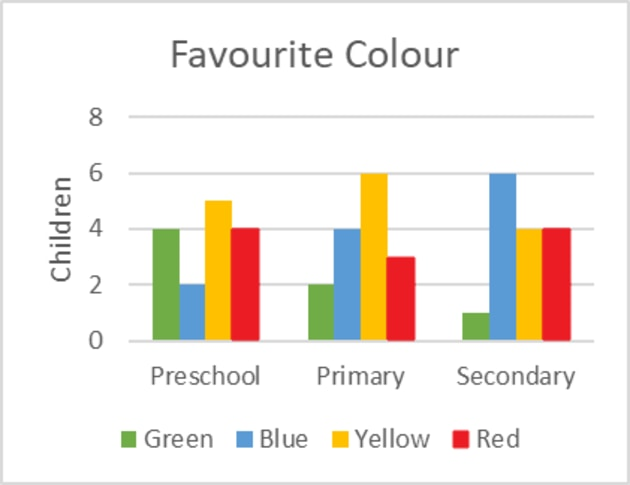 Favourite Colour
8
6
4
2
0
Children
Preschool Primary Secondary
Green Blue Yellow Red